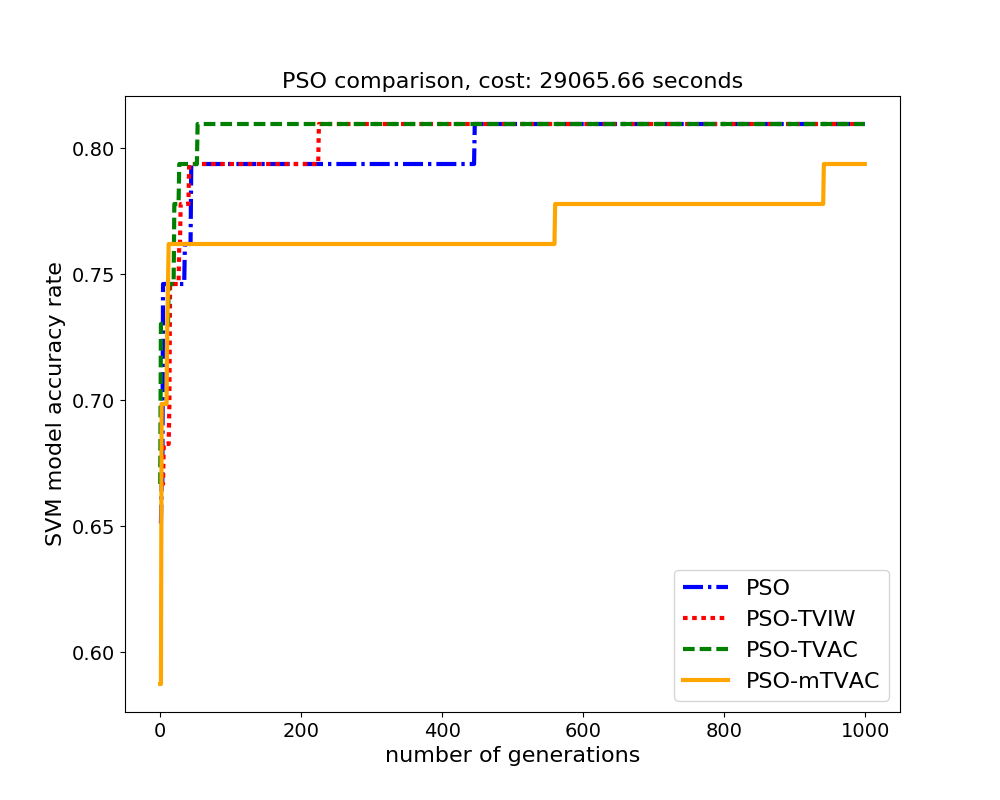 PSO comparison, cost: 29065.66 seconds
SVM model accuracy rate
0.80
0.75
0.70
0.65
0.60
0
200
400
600
800
1000
number of generations
PSO
PSO-TVIW
PSO-TVAC
PSO-mTVAC